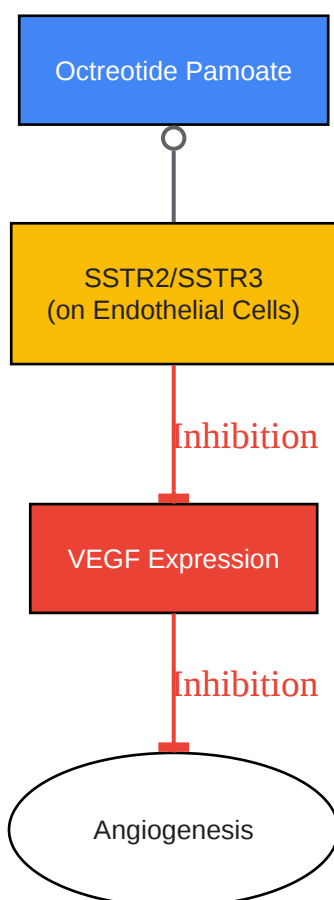 Octreotide Pamoate
SSTR2/SSTR3
(on Endothelial Cells)
Inhibition
VEGF Expression
Inhibition
Angiogenesis